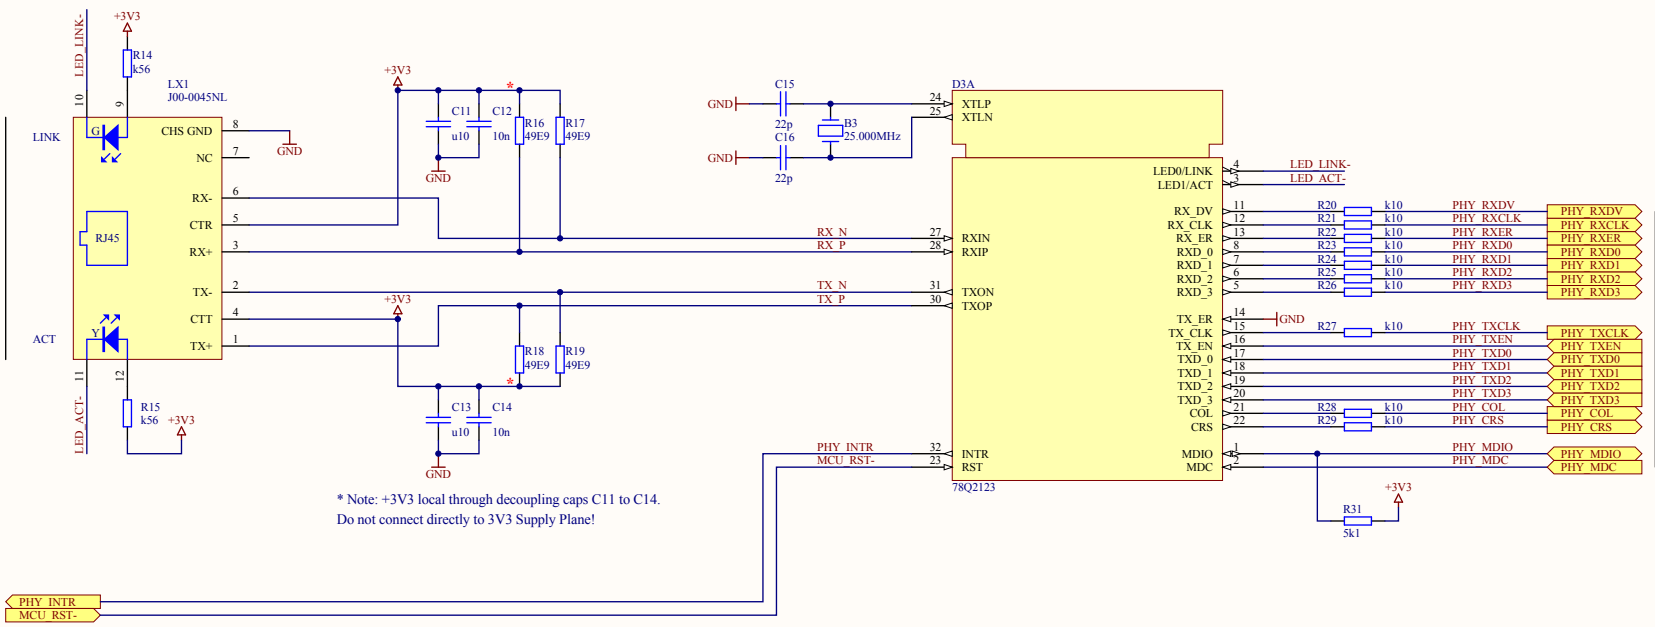 LED_LINK-
+3V3
R14
k56
10
9
LX1
J00-0045NL
LINK
G
CHS GND
8
GND
NC
7
RX-
6
CTR
5
RJ45
RX+
3
TX-
2
CTT
4
ACT
Y
TX+
1
11
12
LED_ACT-
R15
k56
+3V3
+3V3
*
C11
u10
C12
10n
R16
49E9
R17
49E9
GND
+3V3
R18
49E9
R19
49E9
*
C13
u10
C14
10n
GND
* Note: +3V3 local through decoupling caps C11 to C14.
Do not connect directly to 3V3 Supply Plane!
RX_N
RX_P
TX_N
TX_P
PHY_INTR
MCU_RST-
C15
GND
22p
C16
GND
22p
B3
25.000MHz
D3A
24 XTLP
25 XTLN
27 RXIN
28 RXIP
31 TXON
30 TXOP
32 INTR
23 RST
78Q2123
LED0/LINK 4 LED_LINK-
LED1/ACT 3 LED_ACT-
RX_DV 11 R20 k10 PHY_RXDV PHY_RXDV
RX_CLK 12 R21 k10 PHY_RXCLK PHY_RXCLK
RX_ER 13 R22 k10 PHY_RXER PHY_RXER
RXD_0 8 R23 k10 PHY_RXD0 PHY_RXD0
RXD_1 7 R24 k10 PHY_RXD1 PHY_RXD1
RXD_2 6 R25 k10 PHY_RXD2 PHY_RXD2
RXD_3 5 R26 k10 PHY_RXD3 PHY_RXD3
TX_ER 14 GND
TX_CLK 15 R27 k10 PHY_TXCLK PHY_TXCLK
TX_EN 16 PHY_TXEN PHY_TXEN
TXD_0 17 PHY_TXD0 PHY_TXD0
TXD_1 18 PHY_TXD1 PHY_TXD1
TXD_2 19 PHY_TXD2 PHY_TXD2
TXD_3 20 PHY_TXD3 PHY_TXD3
COL 21 R28 k10 PHY_COL PHY_COL
CRS 22 R29 k10 PHY_CRS PHY_CRS
MDIO 1 PHY_MDIO PHY_MDIO
MDC 2 PHY_MDC PHY_MDC
+3V3
R31
5k1
PHY_INTR
MCU_RST-